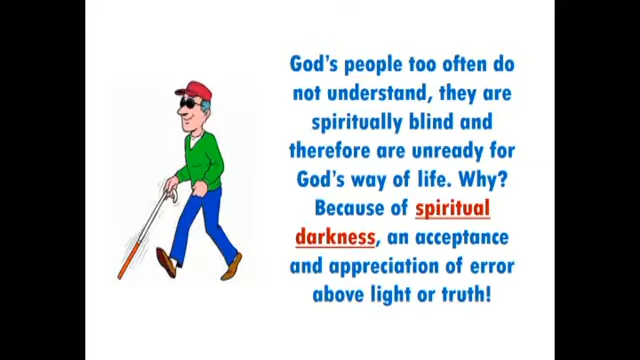 God's people too often do
not understand, they are
spiritually blind and
therefore are unready for
God's way of life. Why?
Because of spiritual
darkness, an acceptance
and appreciation of error
above light or truth!